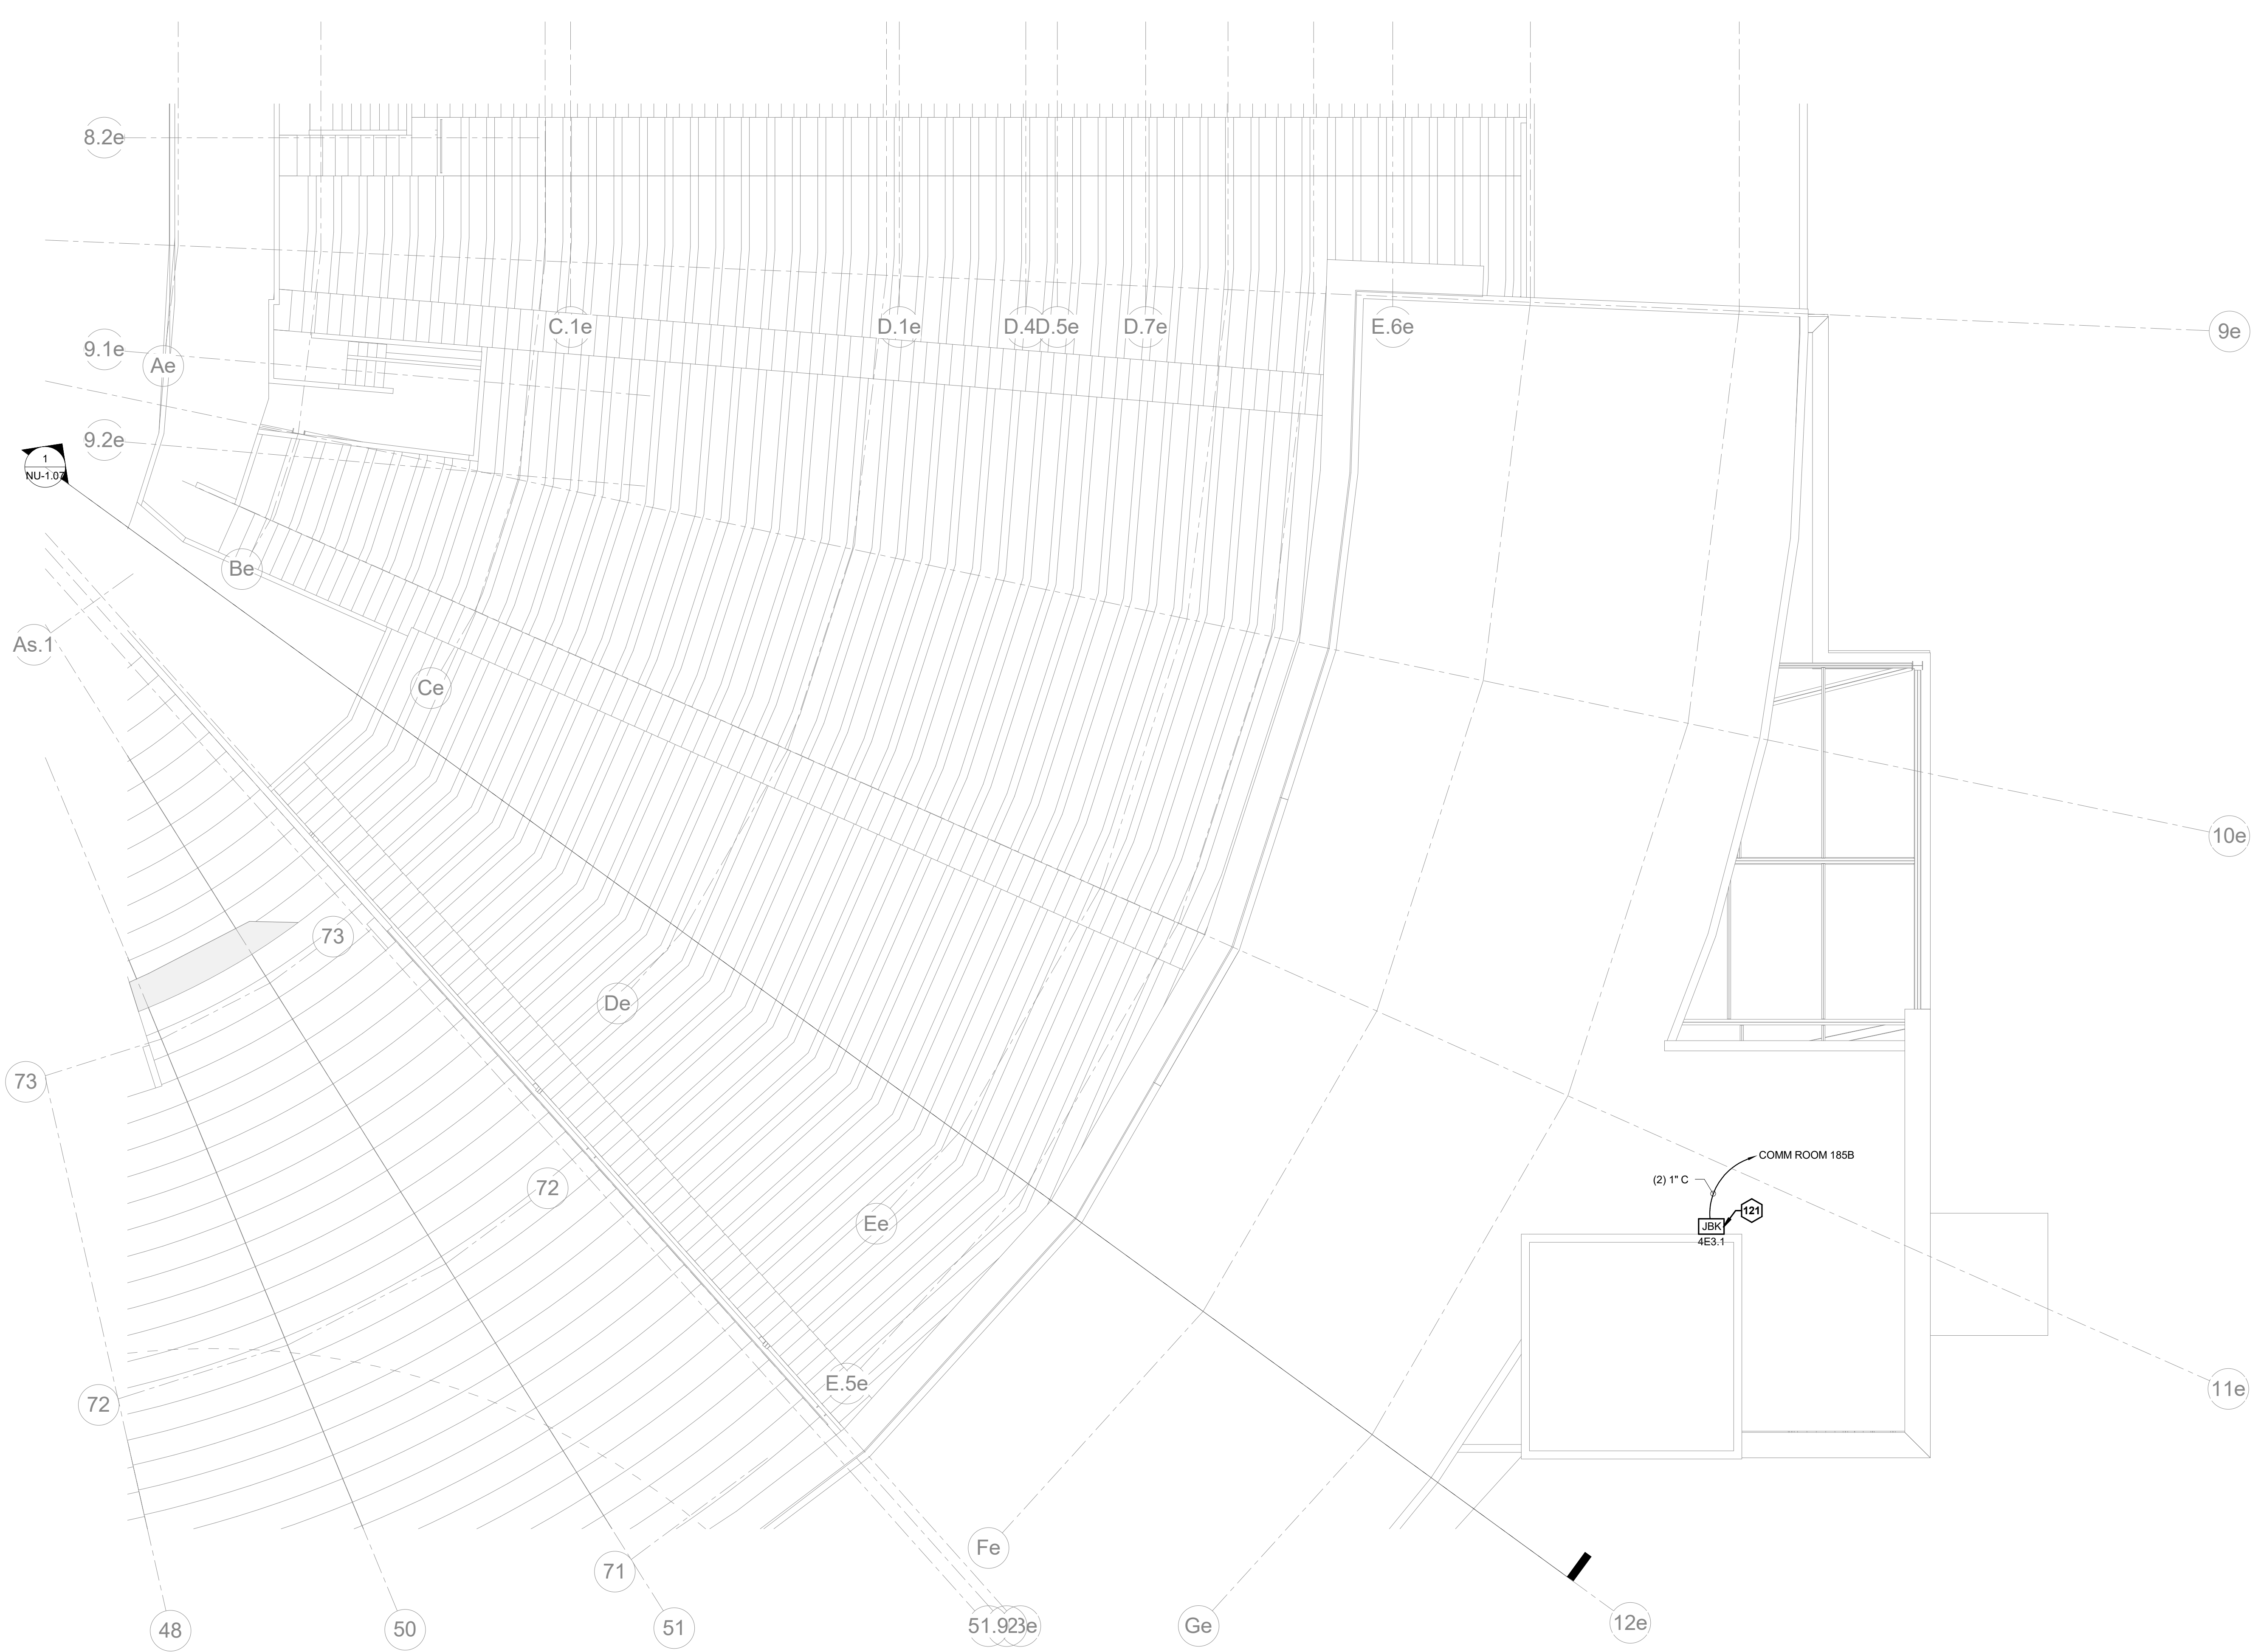 8.2e
9.1e
Ae
C.1e
D.1e
D.4
D.5e
D.7e
E.6e
9e
9.2e
1
NU-1.07
Be
As.1
Ce
10e
73
De
73
COMM ROOM 185B
(2) 1" C
121
JBK
4E3.1
72
Ee
E.5e
72
11e
Fe
71
48
50
51
51.9
Ge
12e